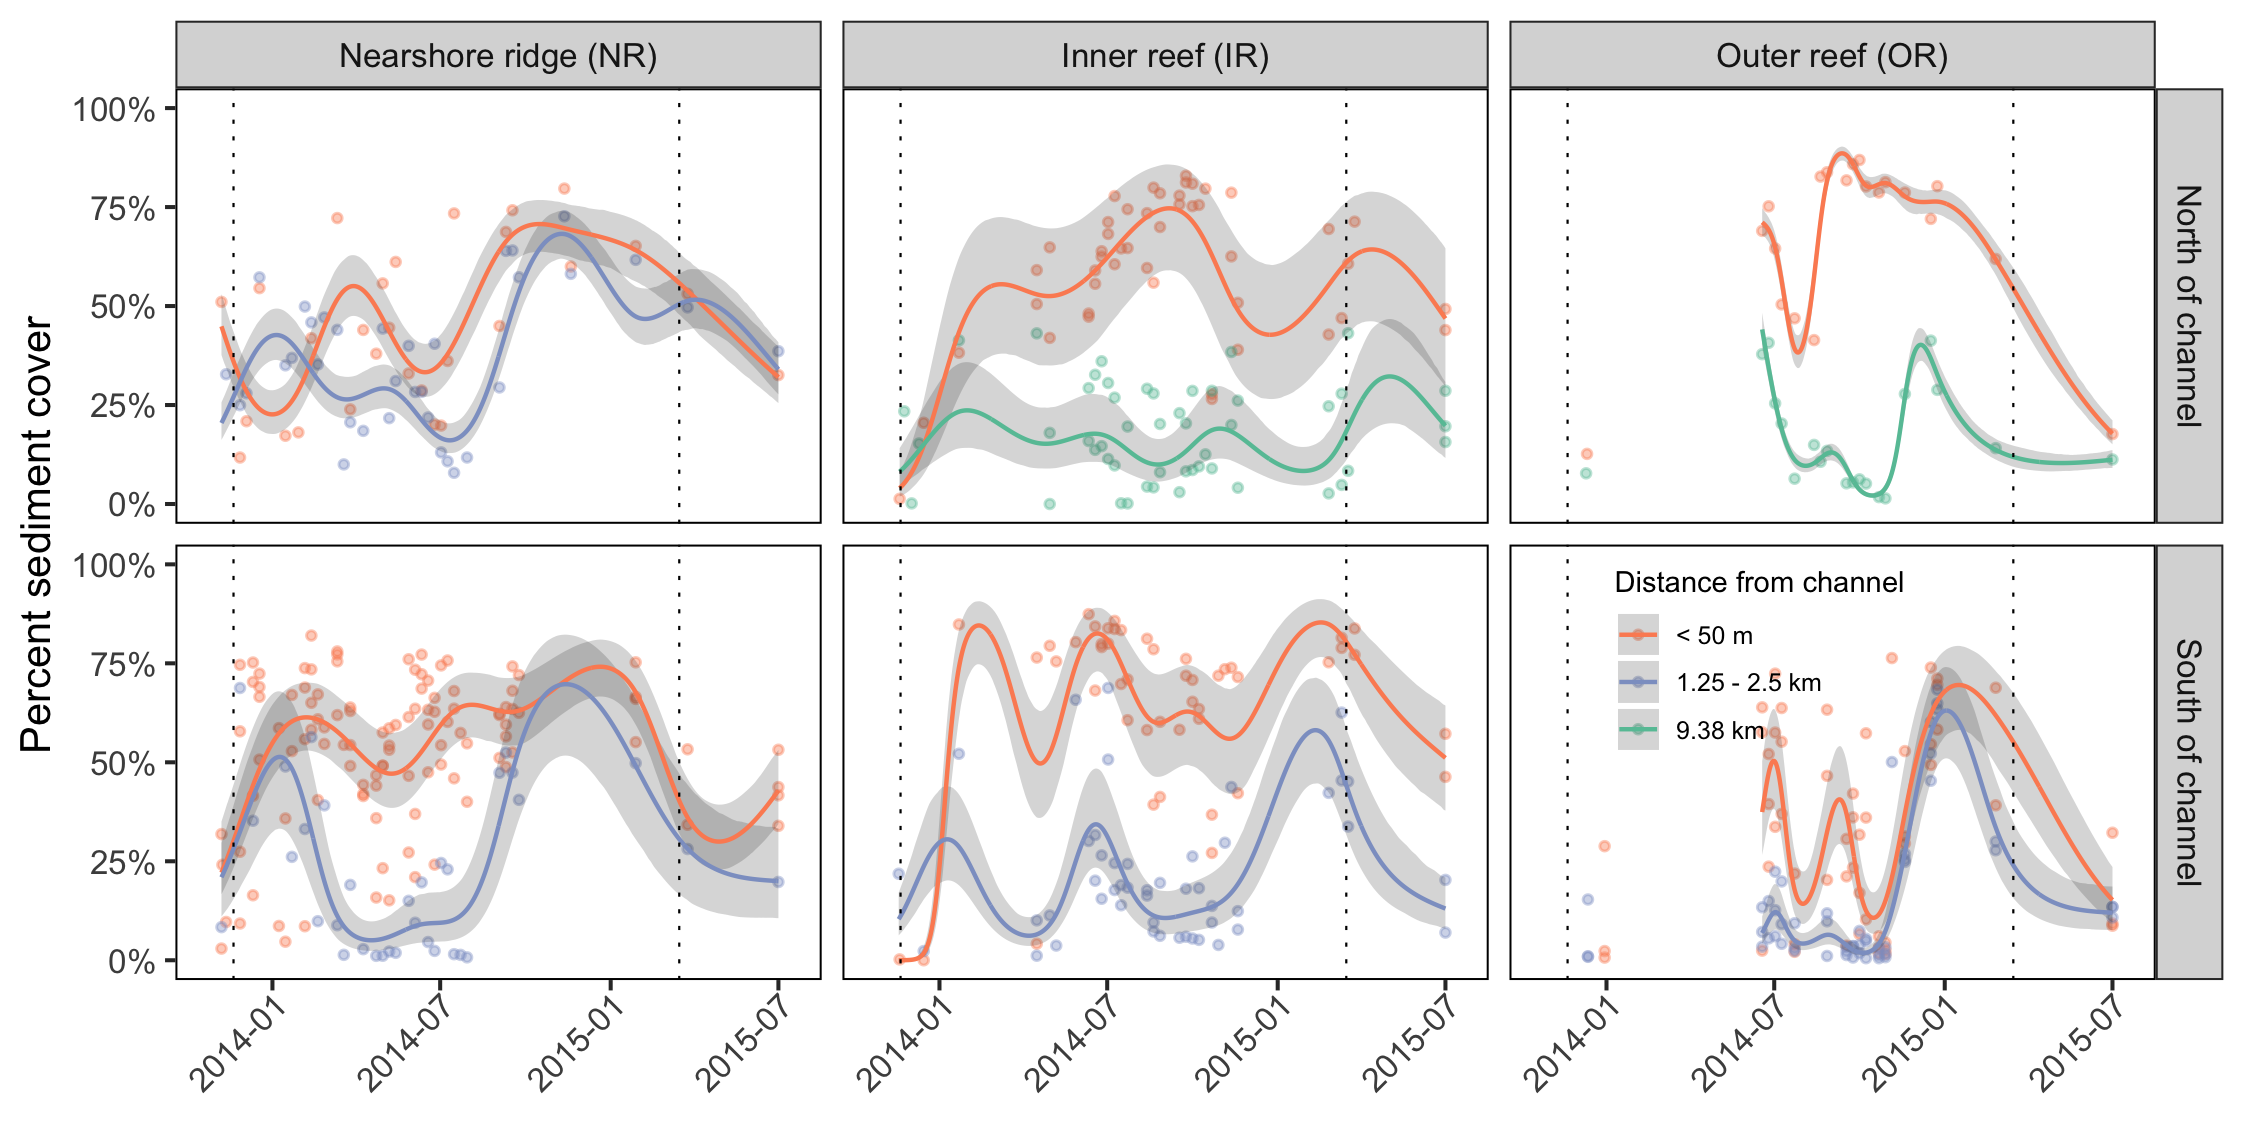 Nearshore ridge (NR)
Inner reef (IR)
Outer reef (OR)
Percent sediment cover
100%
75%
50%
25%
0%
North of channel
100%
75%
50%
25%
0%
Distance from channel
< 50 m
1.25 - 2.5 km
9.38 km
South of channel
2014-01
2014-07
2015-01
2015-07
2014-01
2014-07
2015-01
2015-07
2014-01
2014-07
2015-01
2015-07